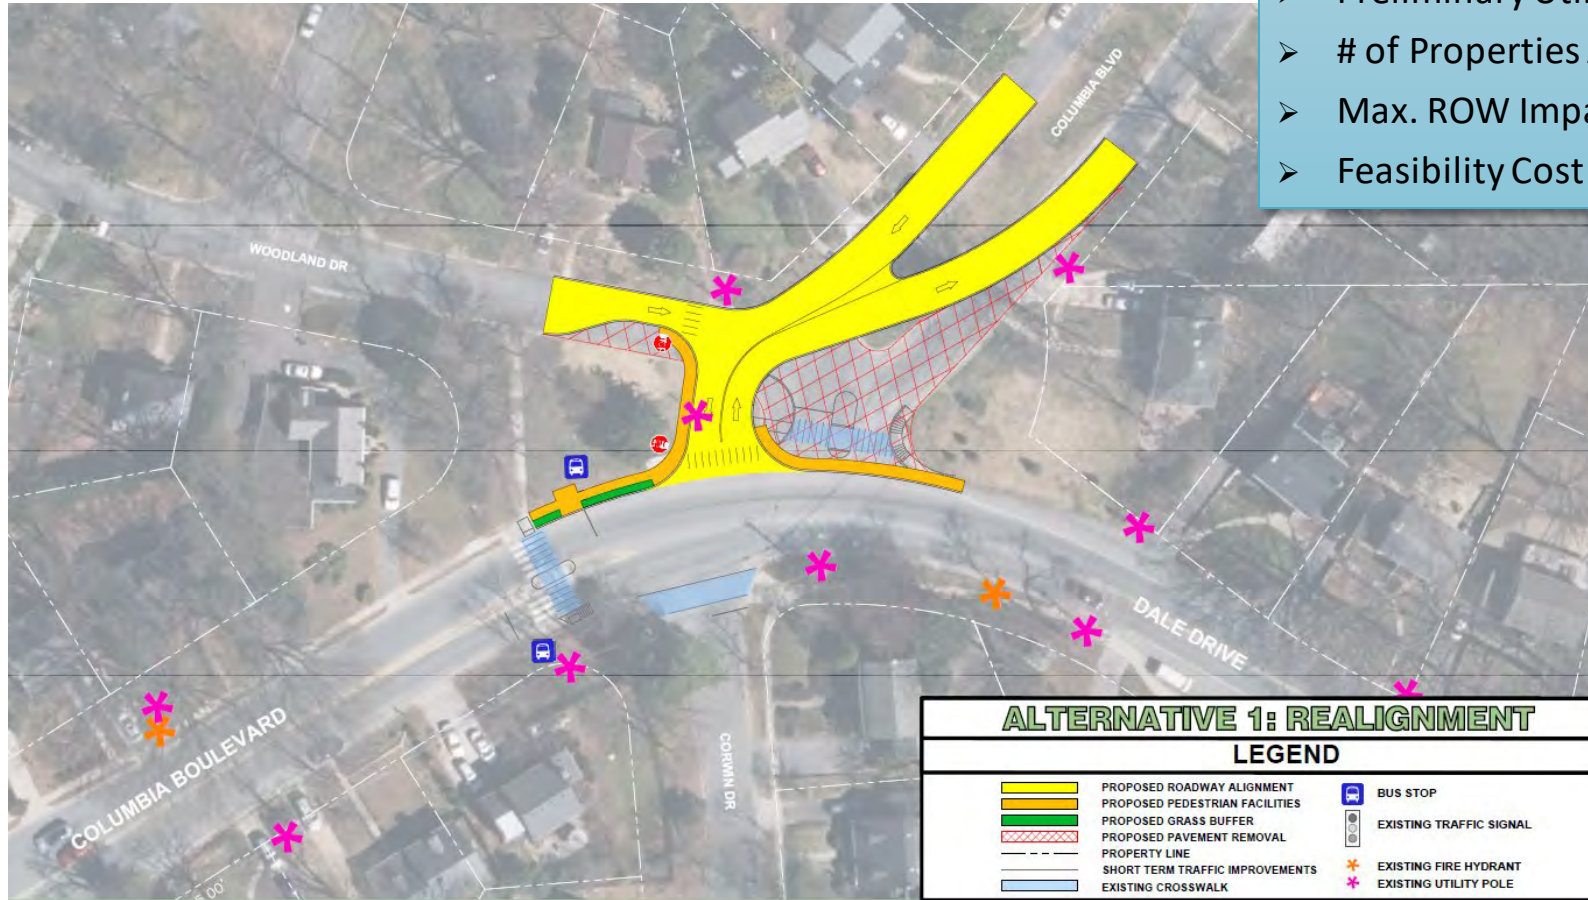 ➢ # of Properties
➢ Max. ROW Impa
➢ Feasibility Cost
COLUMBIA BLVD
WOODLAND DR
DALE DRIVE
COLUMBIA BOULEVARD
CORWIN DR
ALTERNATIVE 1: REALIGNMENT
LEGEND
PROPOSED ROADWAY ALIGNMENT
PROPOSED PEDESTRIAN FACILITIES
PROPOSED GRASS BUFFER
PROPOSED PAVEMENT REMOVAL
PROPERTY LINE
SHORT TERM TRAFFIC IMPROVEMENTS
EXISTING CROSSWALK
BUS STOP
EXISTING TRAFFIC SIGNAL
EXISTING FIRE HYDRANT
EXISTING UTILITY POLE